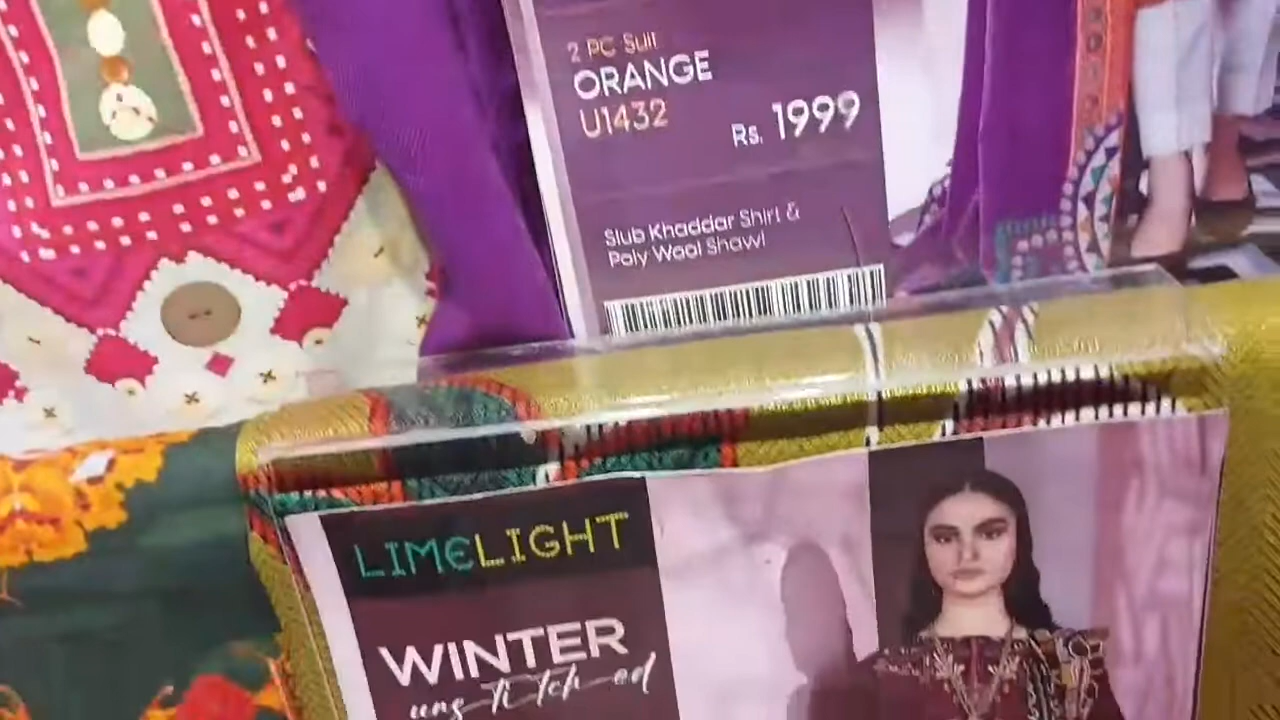 2 PC Suit
ORANGE
U1432
Rs. 1999
Slub Khaddar Shirt &
Poly Wool Shawl
LIMELIGHT
WINTER
unstitched